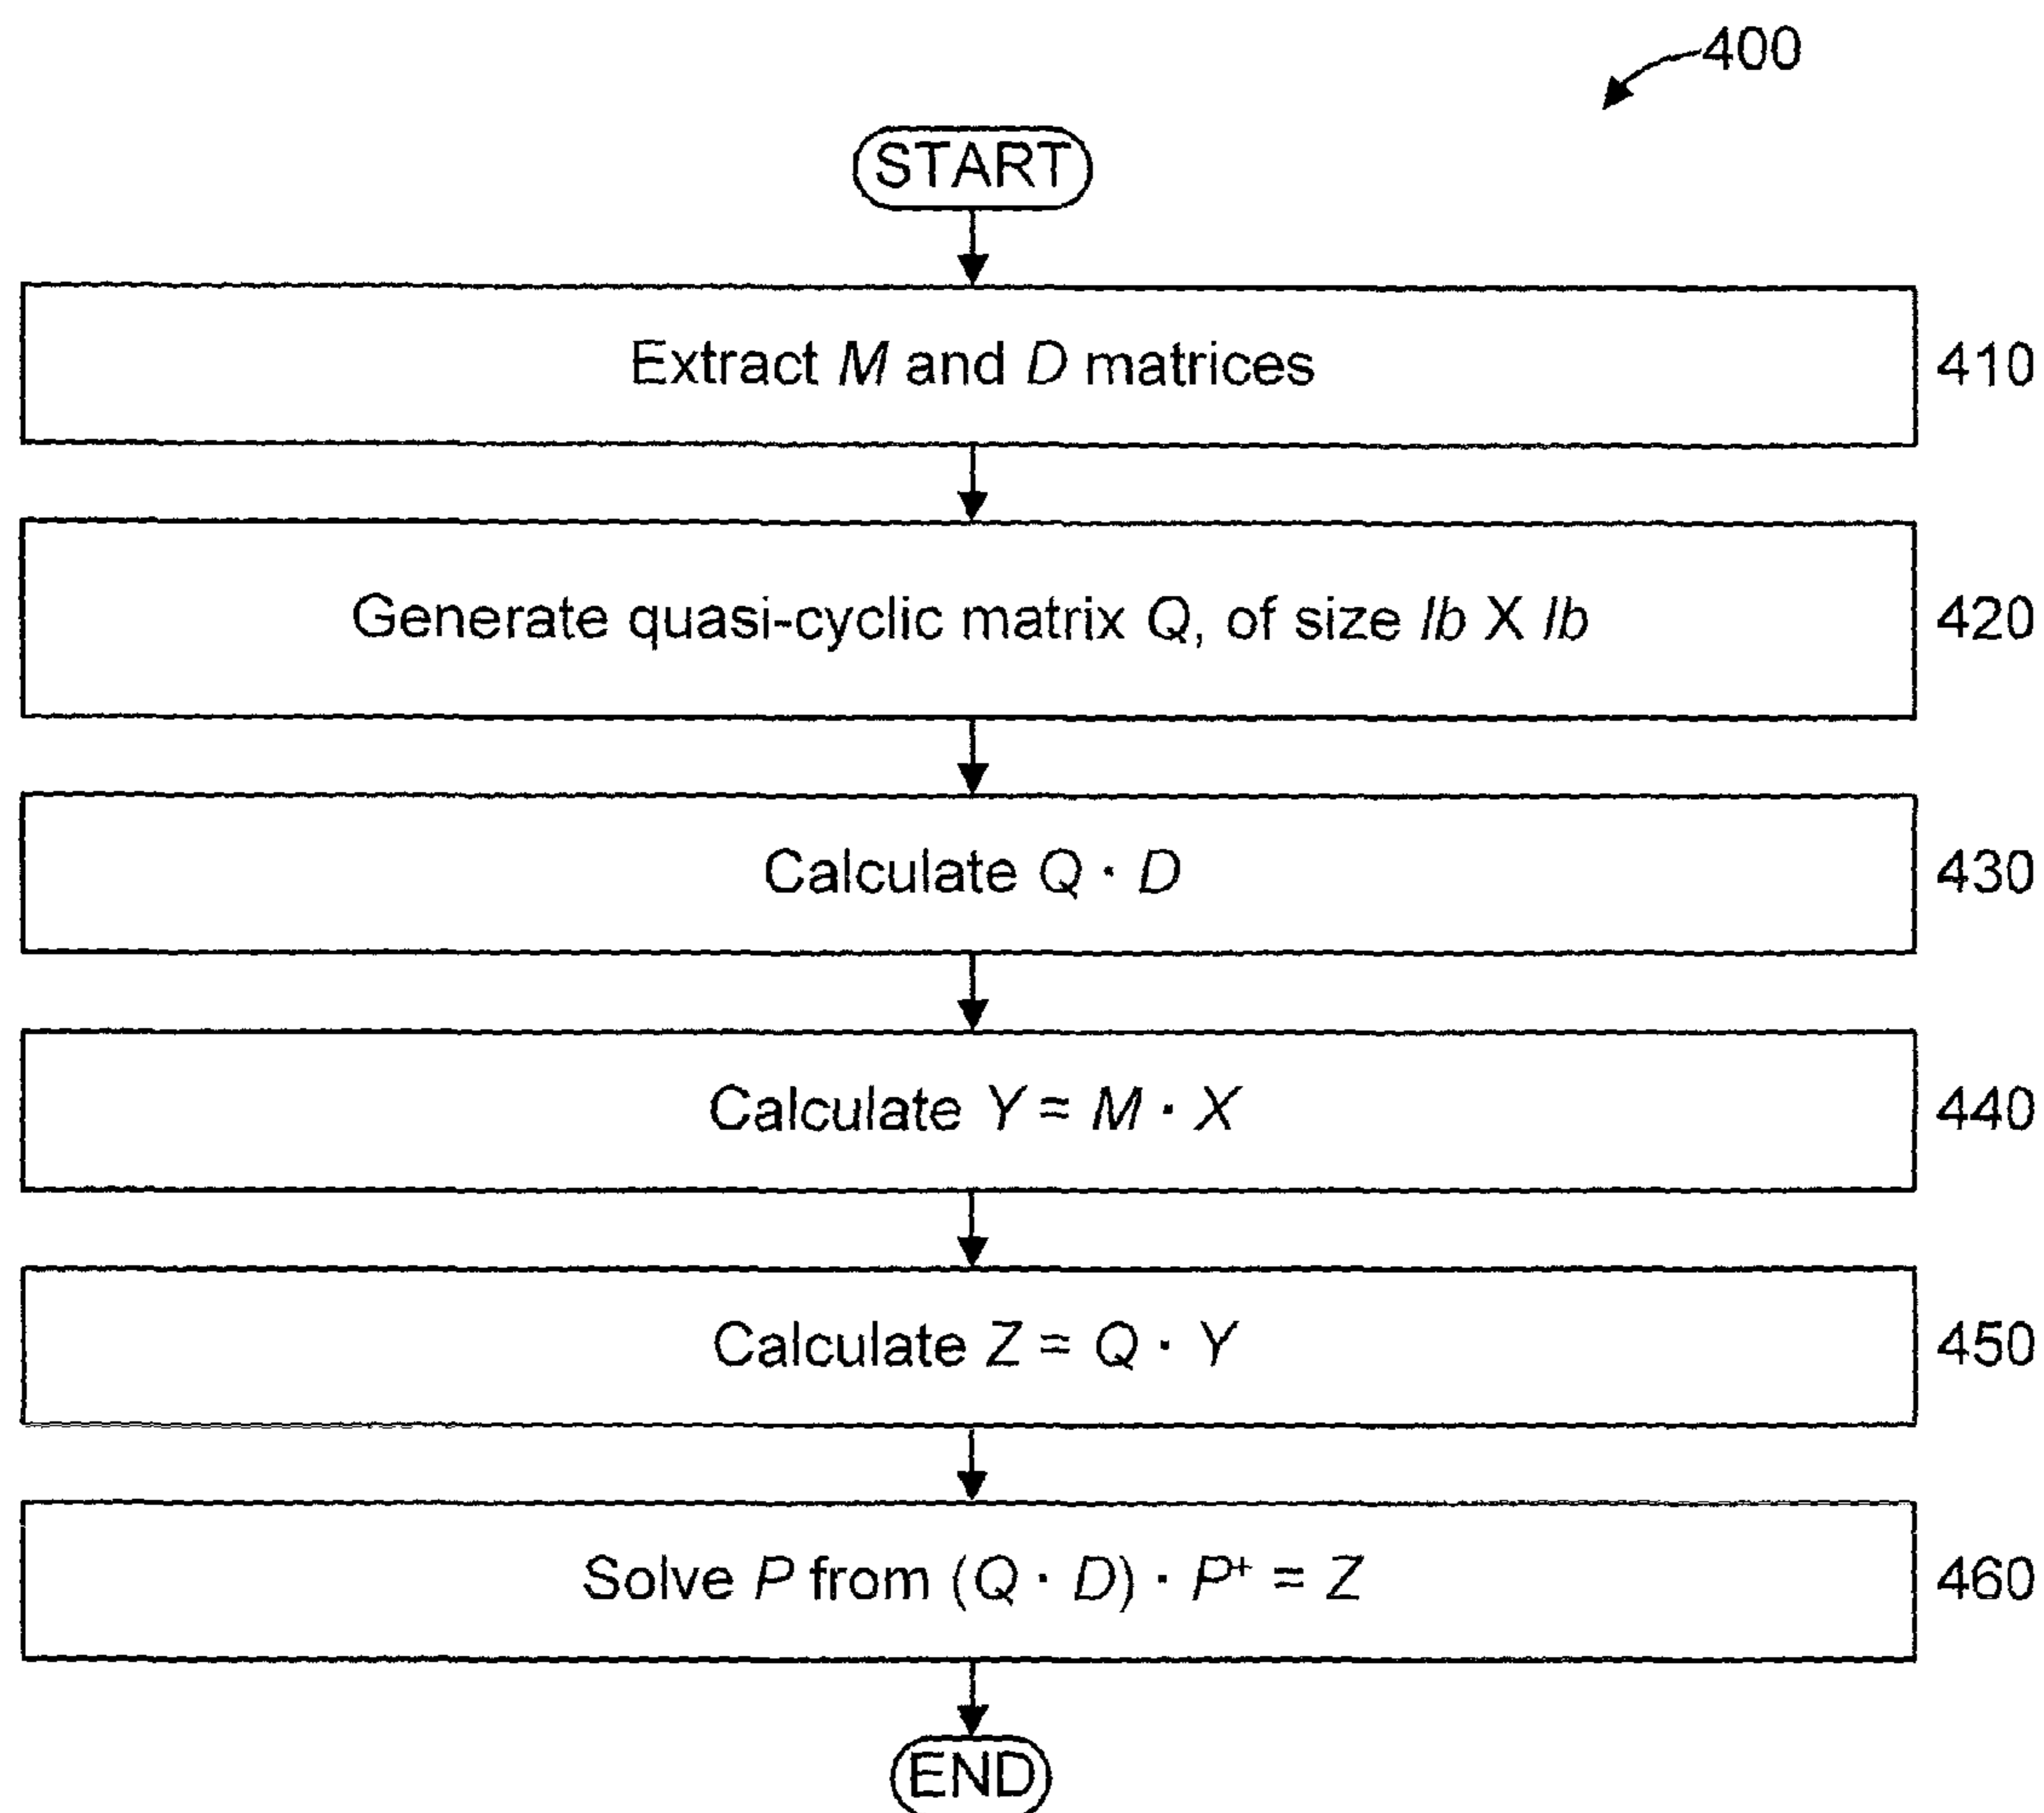 400
START
Extract M and D matrices
410
Generate quasi-cyclic matrix Q, of size lb X lb
420
Calculate Q · D
430
Calculate Y = M · X
440
Calculate Z = Q · Y
450
Solve P from (Q · D) · P⁺ = Z
460
END